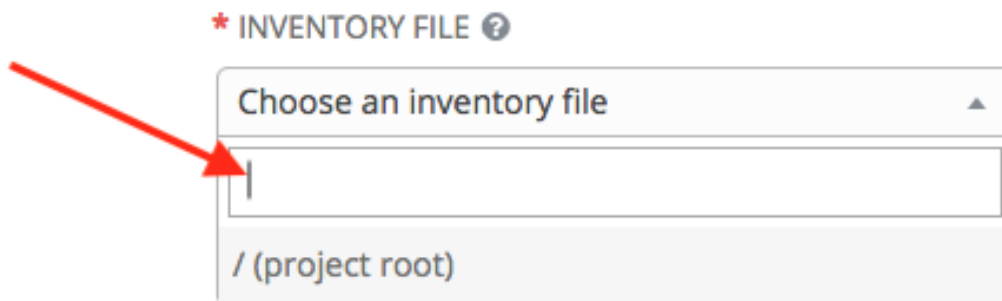 * INVENTORY FILE ?
Choose an inventory file
/ (project root)